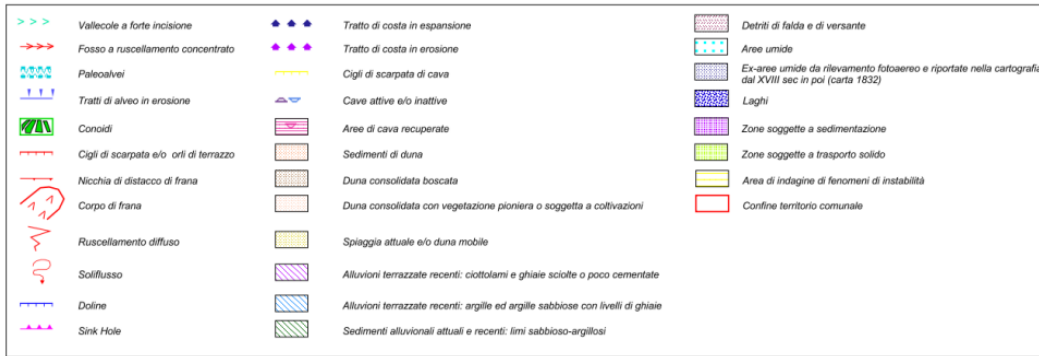 Vallecole a forte incisione
Fosso a ruscellamento concentrato
Paleoalvei
Tratti di alveo in erosione
Conoidi
Cigli di scarpata e/o orli di terrazzo
Nicchia di distacco di frana
Corpo di frana
Ruscellamento diffuso
Soliflusso
Doline
Sink Hole
Tratto di costa in espansione
Tratto di costa in erosione
Cigli di scarpata di cava
Cave attive e/o inattive
Aree di cava recuperate
Sedimenti di duna
Duna consolidata boscata
Duna consolidata con vegetazione pioniera o soggetta a coltivazioni
Spiaggia attuale e/o duna mobile
Alluvioni terrazzate recenti: ciottolami e ghiaie sciolte o poco cementate
Alluvioni terrazzate recenti: argille ed argille sabbiose con livelli di ghiaie
Sedimenti alluvionali attuali e recenti: limi sabbioso-argillosi
Detriti di falda e di versante
Aree umide
Ex-aree umide da rilevamento fotoaereo e riportate nella cartografia
dal XVIII sec in poi (carta 1832)
Laghi
Zone soggette a sedimentazione
Zone soggette a trasporto solido
Area di indagine di fenomeni di instabilità
Confine territorio comunale